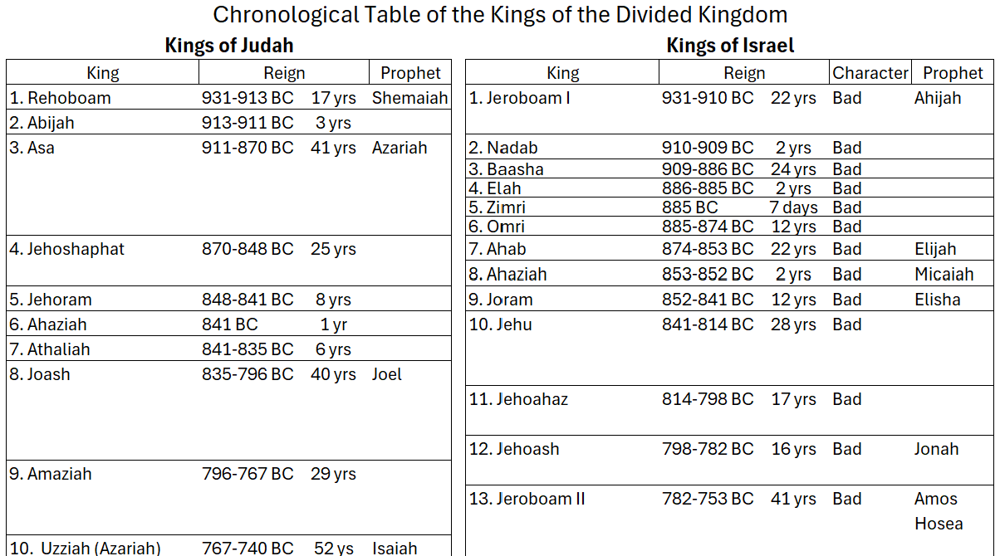 Chronological Table of the Kings of the Divided Kingdom
Kings of Judah
King Reign Prophet
1. Rehoboam 931-913 BC 17 yrs Shemaiah
2. Abijah 913-911 BC 3 yrs
3. Asa 911-870 BC 41 yrs Azariah
4. Jehoshaphat 870-848 BC 25 yrs
5. Jehoram 848-841 BC 8 yrs
6. Ahaziah 841 BC 1 yr
7. Athaliah 841-835 BC 6 yrs
8. Joash 835-796 BC 40 yrs Joel
9. Amaziah 796-767 BC 29 yrs
10. Uzziah (Azariah) 767-740 BC 52 ys Isaiah
Kings of Israel
King Reign Character Prophet
1. Jeroboam I 931-910 BC 22 yrs Bad Ahijah
2. Nadab 910-909 BC 2 yrs Bad
3. Baasha 909-886 BC 24 yrs Bad
4. Elah 886-885 BC 2 yrs Bad
5. Zimri 885 BC 7 days Bad
6. Omri 885-874 BC 12 yrs Bad
7. Ahab 874-853 BC 22 yrs Bad Elijah
8. Ahaziah 853-852 BC 2 yrs Bad Micaiah
9. Joram 852-841 BC 12 yrs Bad Elisha
10. Jehu 841-814 BC 28 yrs Bad
11. Jehoahaz 814-798 BC 17 yrs Bad
12. Jehoash 798-782 BC 16 yrs Bad Jonah
13. Jeroboam II 782-753 BC 41 yrs Bad Amos
Hosea